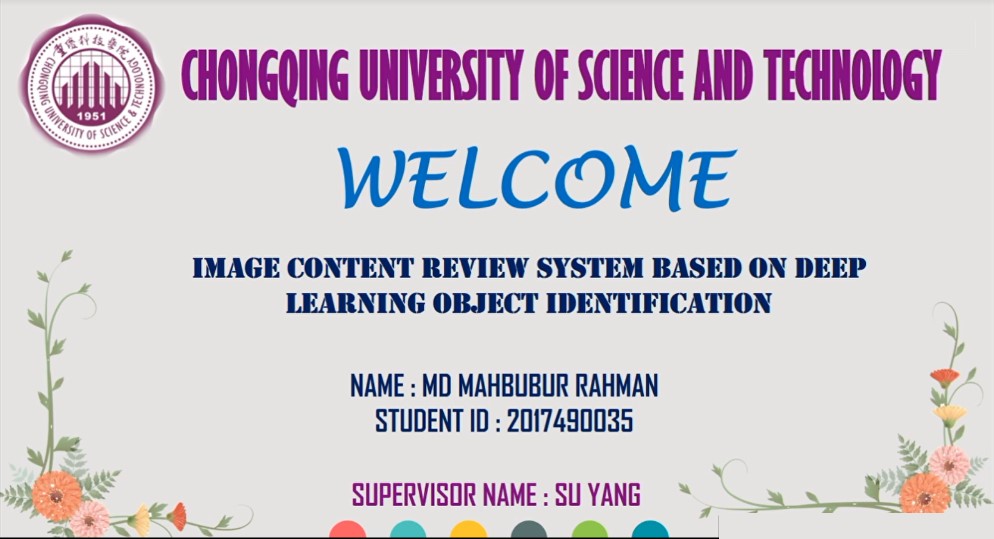 重慶科技學院
CHONGQING UNIVERSITY OF SCIENCE & TECHNOLOGY
1951
CHONGQING UNIVERSITY OF SCIENCE AND TECHNOLOGY
WELCOME
IMAGE CONTENT REVIEW SYSTEM BASED ON DEEP
LEARNING OBJECT IDENTIFICATION
NAME : MD MAHBUBUR RAHMAN
STUDENT ID : 2017490035
SUPERVISOR NAME : SU YANG